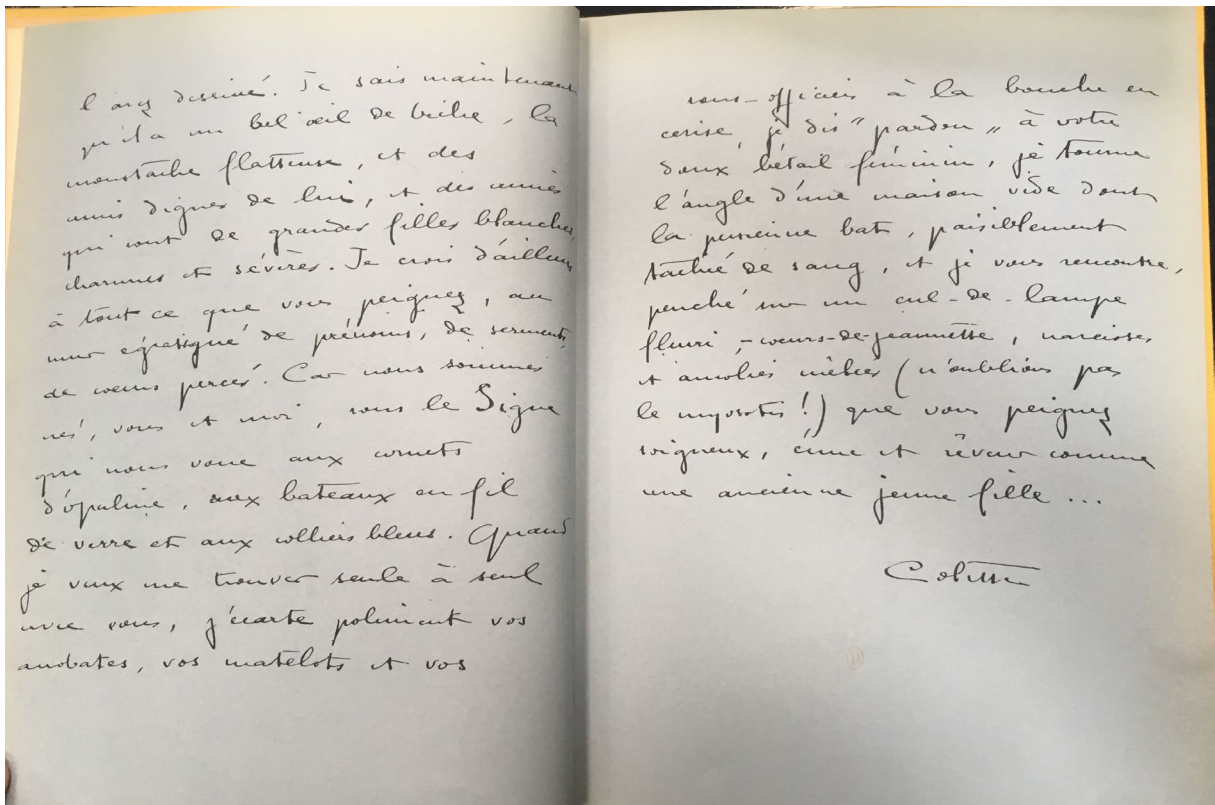 l'avez dessiné. Je sais maintenant
qu'il a un bel œil de biche, la
moustache flatteuse, et des
amis dignes de lui, et des amies
qui sont de grandes filles blanches,
charnues et sévères. Je crois d'ailleurs
à tout ce que vous peignez, au
mur égratigné de prénoms, de serments,
de cœurs percés. Car nous sommes
nés, vous et moi, sous le Signe
qui nous voue aux cornets
d'opaline, aux bateaux en fil
de verre et aux colliers bleus. Quand
je veux me trouver seule à seul
avec vous, j'écarte poliment vos
acrobates, vos matelots et vos
sous-officiers à la bouche en
cerise, je dis "pardon" à votre
doux bétail féminin, je tourne
l'angle d'une maison vide dont
la persienne bat, paisiblement
taché de sang, et je vous rencontre,
penché sur un cul-de-lampe
fleuri, - cœurs-de-jeannette, narcisses
et ancolies mêlées (n'oublions pas
le myosotis!) que vous peignez
soigneux, ému et rêveur comme
une ancienne jeune fille...
Colette